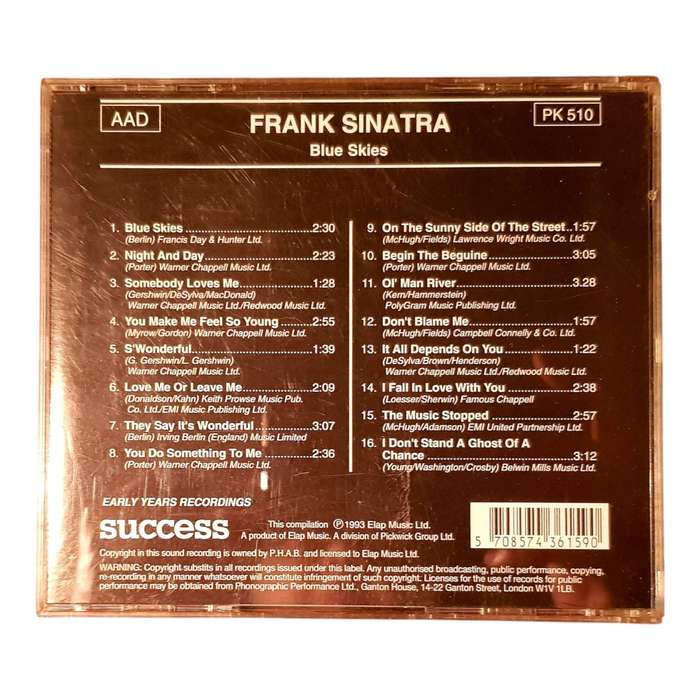 AAD
FRANK SINATRA
Blue Skies
PK 510
1. Blue Skies ........................................2:30
(Berlin) Francis Day & Hunter Ltd.
2. Night And Day..................................2:23
(Porter) Warner Chappell Music Ltd.
3. Somebody Loves Me........................1:28
(Gershwin/DeSylva/MacDonald)
Warner Chappell Music Ltd./Redwood Music Ltd.
4. You Make Me Feel So Young ..........2:55
(Myrow/Gordon) Warner Chappell Music Ltd.
5. S'Wonderful......................................1:39
(G. Gershwin/L. Gershwin)
Warner Chappell Music Ltd.
6. Love Me Or Leave Me.......................2:09
(Donaldson/Kahn) Keith Prowse Music Pub.
Co. Ltd./EMI Music Publishing Ltd.
7. They Say It's Wonderful...................3:07
(Berlin) Irving Berlin (England) Music Limited
8. You Do Something To Me ................2:36
(Porter) Warner Chappell Music Ltd.
9. On The Sunny Side Of The Street..1:57
(McHugh/Fields) Lawrence Wright Music Co. Ltd.
10. Begin The Beguine .........................3:05
(Porter) Warner Chappell Music Ltd.
11. Ol' Man River...................................3.28
(Kern/Hammerstein)
PolyGram Music Publishing Ltd.
12. Don't Blame Me...............................1:57
(McHugh/Fields) Campbell Connelly & Co. Ltd.
13. It All Depends On You ....................1:22
(DeSylva/Brown/Henderson)
Warner Chappell Music Ltd./Redwood Music Ltd.
14. I Fall In Love With You ...................2:38
(Loesser/Sherwin) Famous Chappell
15. The Music Stopped .........................2:57
(McHugh/Adamson) EMI United Partnership Ltd.
16. I Don't Stand A Ghost Of A
Chance .............................................3:12
(Young/Washington/Crosby) Belwin Mills Music Ltd.
EARLY YEARS RECORDINGS
success
This compilation ℗ 1993 Elap Music Ltd.
A product of Elap Music. A division of Pickwick Group Ltd.
5 708574 361590
Copyright in this sound recording is owned by P.H.A.B. and licensed to Elap Music Ltd.
WARNING: Copyright substits in all recordings issued under this label. Any unauthorised broadcasting, public performance, copying,
re-recording in any manner whatsoever will constitute infringement of such copyright. Licenses for the use of records for public
performance may be obtained from Phonographic Performance Ltd., Ganton House, 14-22 Ganton Street, London W1V 1LB.